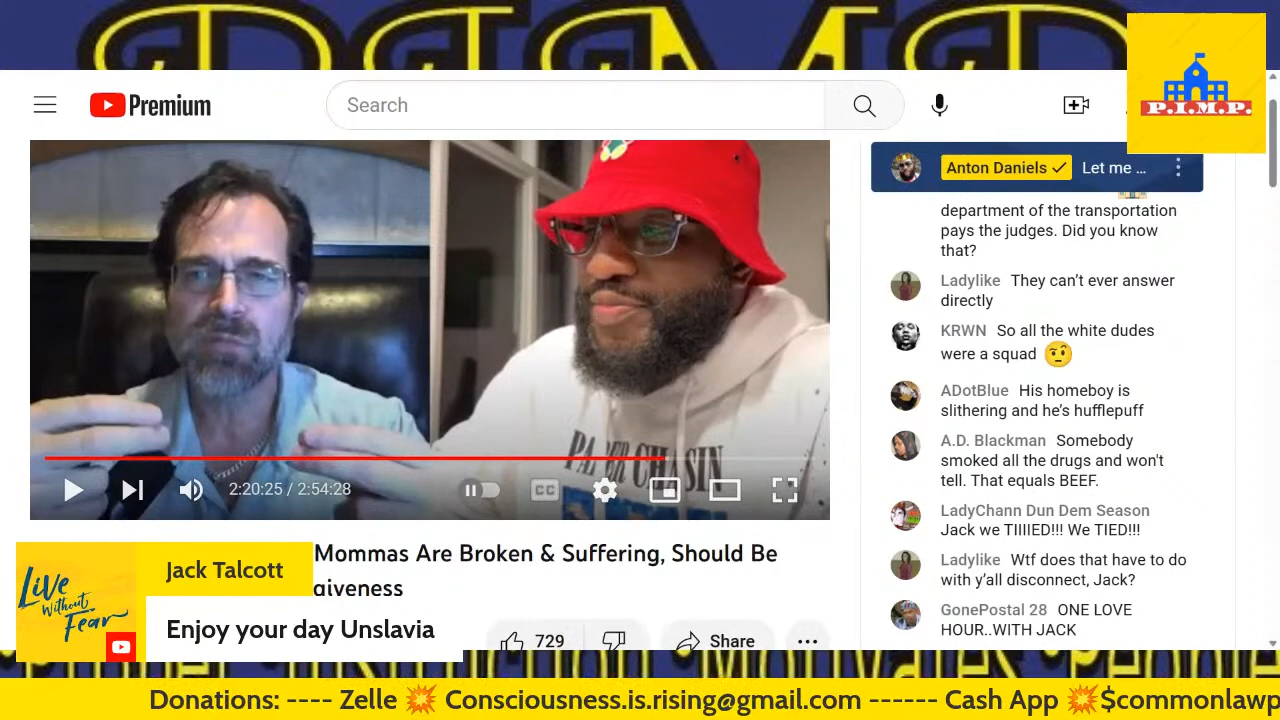 P.I.M.P.
Premium
Search
P.I.M.P.
Anton Daniels Let me ...
department of the transportation
pays the judges. Did you know
that?
Ladylike They can't ever answer
directly
KRWN So all the white dudes
were a squad 🤨
ADotBlue His homeboy is
slithering and he's hufflepuff
A.D. Blackman Somebody
smoked all the drugs and won't
tell. That equals BEEF.
LadyChann Dun Dem Season
Jack we TIIIIED!!! We TIED!!!
Ladylike Wtf does that have to do
with y'all disconnect, Jack?
GonePostal 28 ONE LOVE
HOUR..WITH JACK
PAPER CHASIN
2:20:25 / 2:54:28
CC
Mommas Are Broken & Suffering, Should Be
giveness
Live
Without
Fear
Jack Talcott
Enjoy your day Unslavia
729
Share
Instruction Motivates People
Donations: ---- Zelle 💥 Consciousness.is.rising@gmail.com ------ Cash App 💥$commonlawp